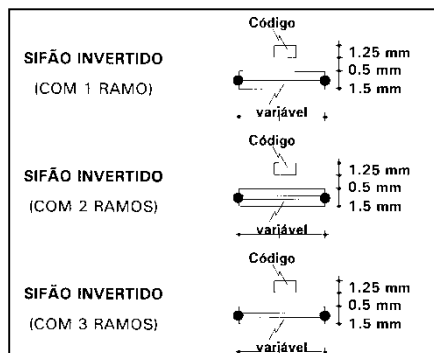 Código
SIFÃO INVERTIDO
(COM 1 RAMO)
1.25 mm
0.5 mm
1.5 mm
variável
Código
SIFÃO INVERTIDO
(COM 2 RAMOS)
1.25 mm
0.5 mm
1.5 mm
variável
Código
SIFÃO INVERTIDO
(COM 3 RAMOS)
1.25 mm
0.5 mm
1.5 mm
variável